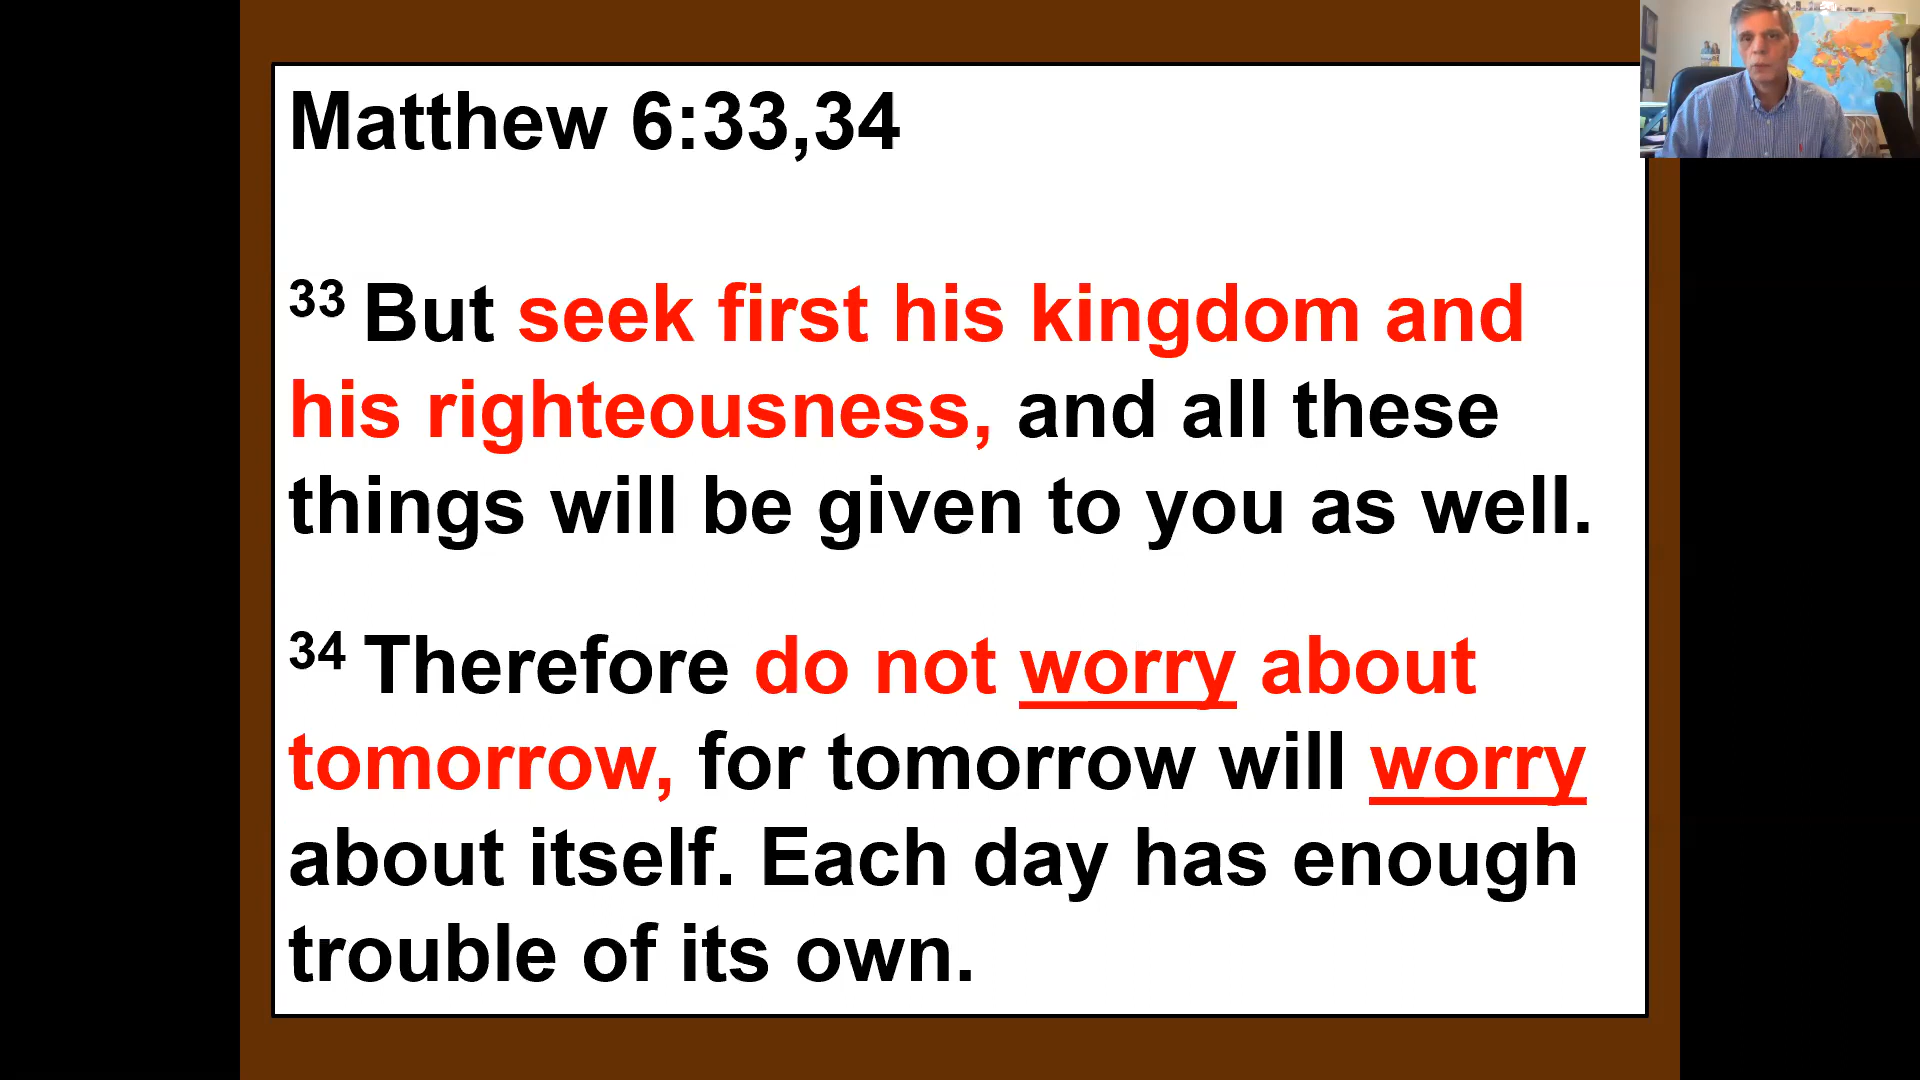 Matthew 6:33,34
33 But seek first his kingdom and
his righteousness, and all these
things will be given to you as well.
34 Therefore do not worry about
tomorrow, for tomorrow will worry
about itself. Each day has enough
trouble of its own.